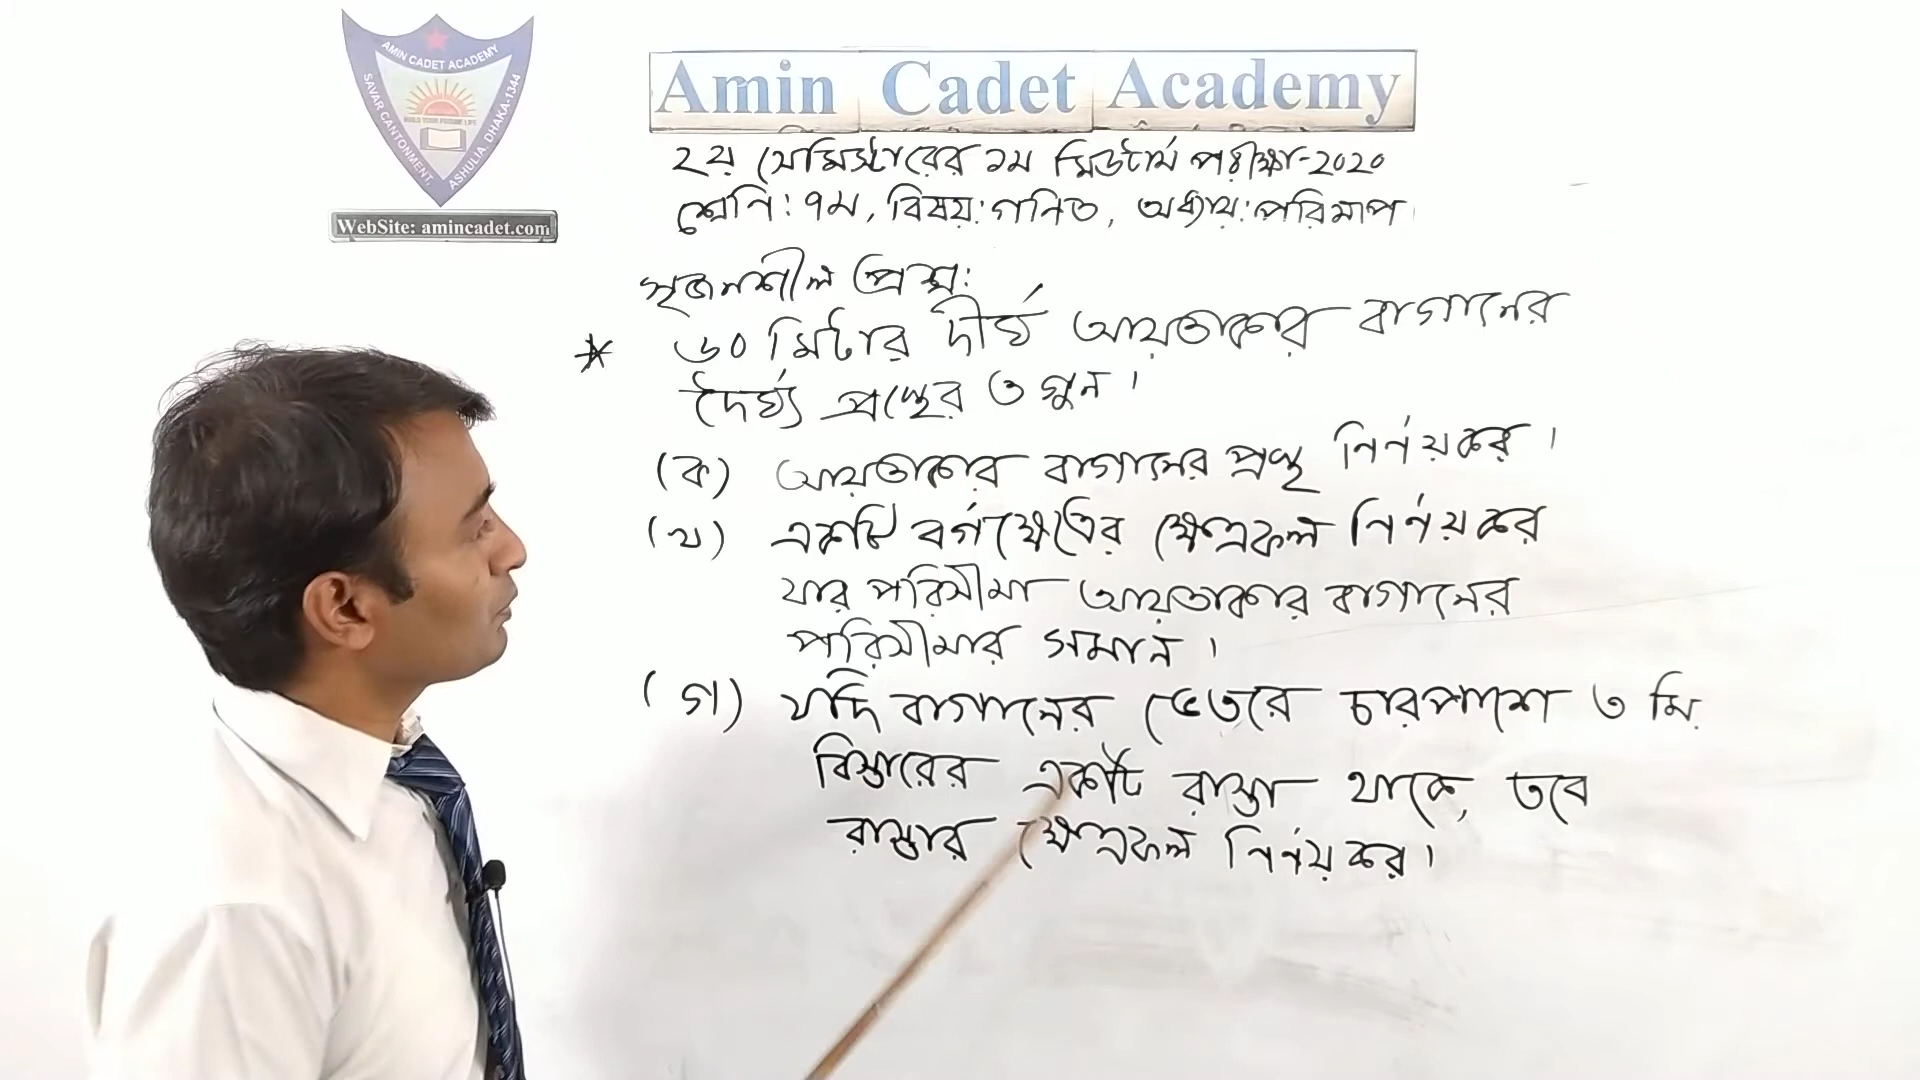 AMIN CADET ACADEMY
SAVAR CANTONMENT,
ASHULIA, DHAKA-1344
BUILD YOUR FUTURE LIFE
WebSite: amincadet.com
Amin Cadet Academy
২য় সেমিস্টারের ১ম মিডটার্ম পরীক্ষা-২০২০
শ্রেণি: ৭ম, বিষয়: গনিত, অধ্যায়: পরিমাপ
সৃজনশীল প্রশ্ন:
* ৬০ মিটার দীর্ঘ আয়তাকার বাগানের
দৈর্ঘ্য প্রস্থের ৩ গুন।
(ক) আয়তাকার বাগানের প্রস্থ নির্ণয় কর।
(খ) একটি বর্গক্ষেত্রের ক্ষেত্রফল নির্ণয় কর
যার পরিসীমা আয়তাকার বাগানের
পরিসীমার সমান।
(গ) যদি বাগানের ভেতরে চারপাশে ৩ মি.
বিস্তারের একটি রাস্তা থাকে, তবে
রাস্তার ক্ষেত্রফল নির্ণয় কর।